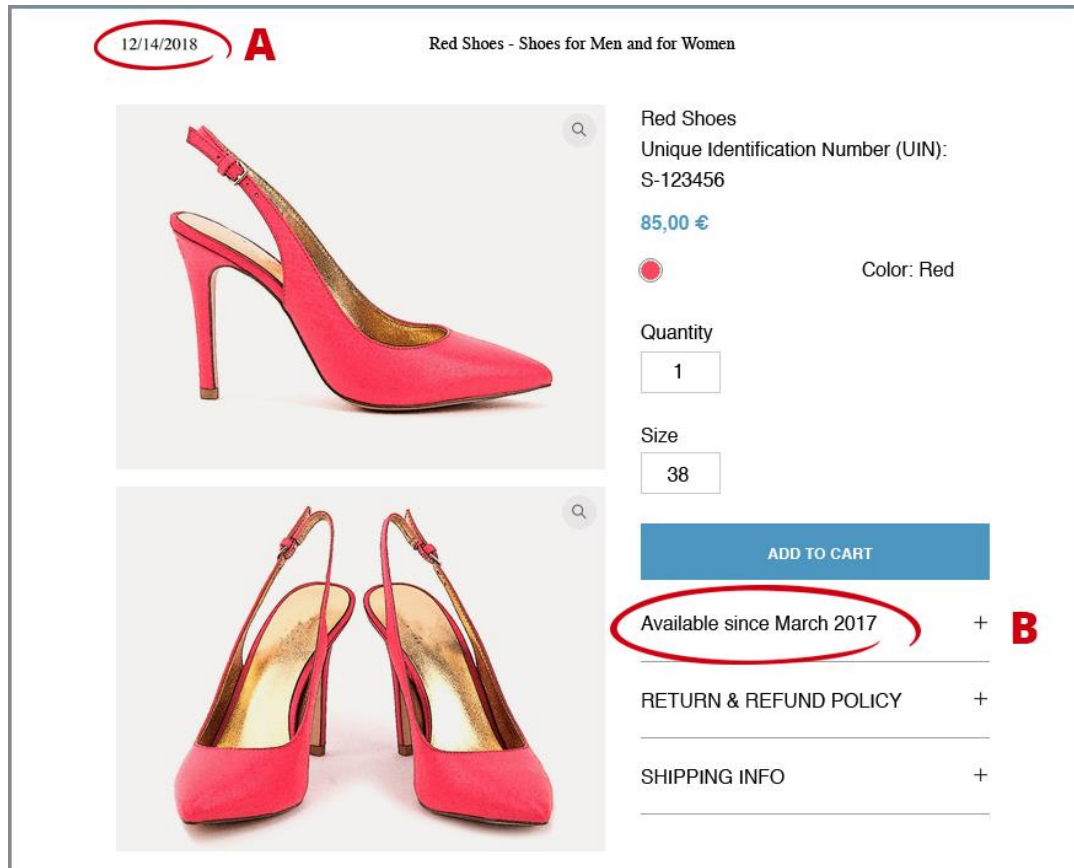 12/14/2018
A
Red Shoes - Shoes for Men and for Women
Red Shoes
Unique Identification Number (UIN):
S-123456
85,00 €
Color: Red
Quantity
1
Size
38
ADD TO CART
Available since March 2017 +
B
RETURN & REFUND POLICY +
SHIPPING INFO +